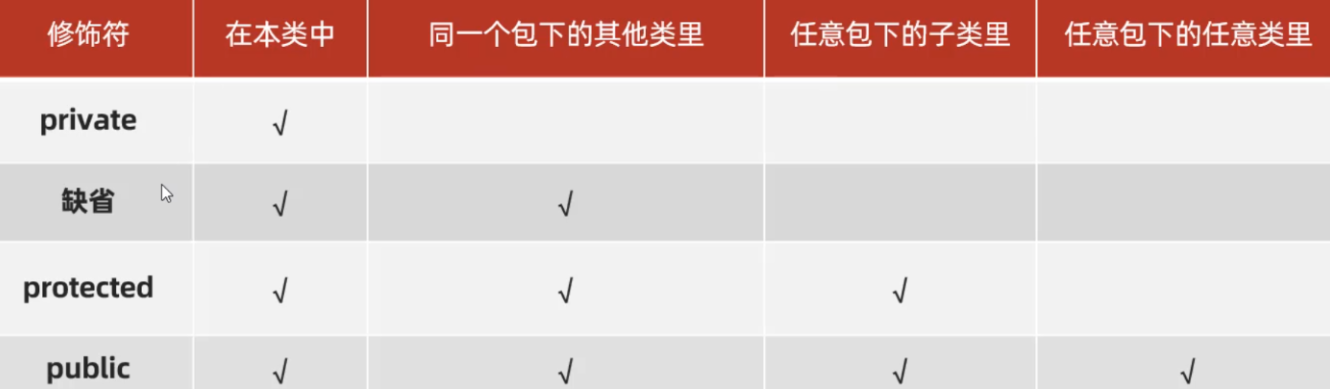 修饰符 在本类中 同一个包下的其他类里 任意包下的子类里 任意包下的任意类里
private √
缺省 √ √
protected √ √ √
public √ √ √ √